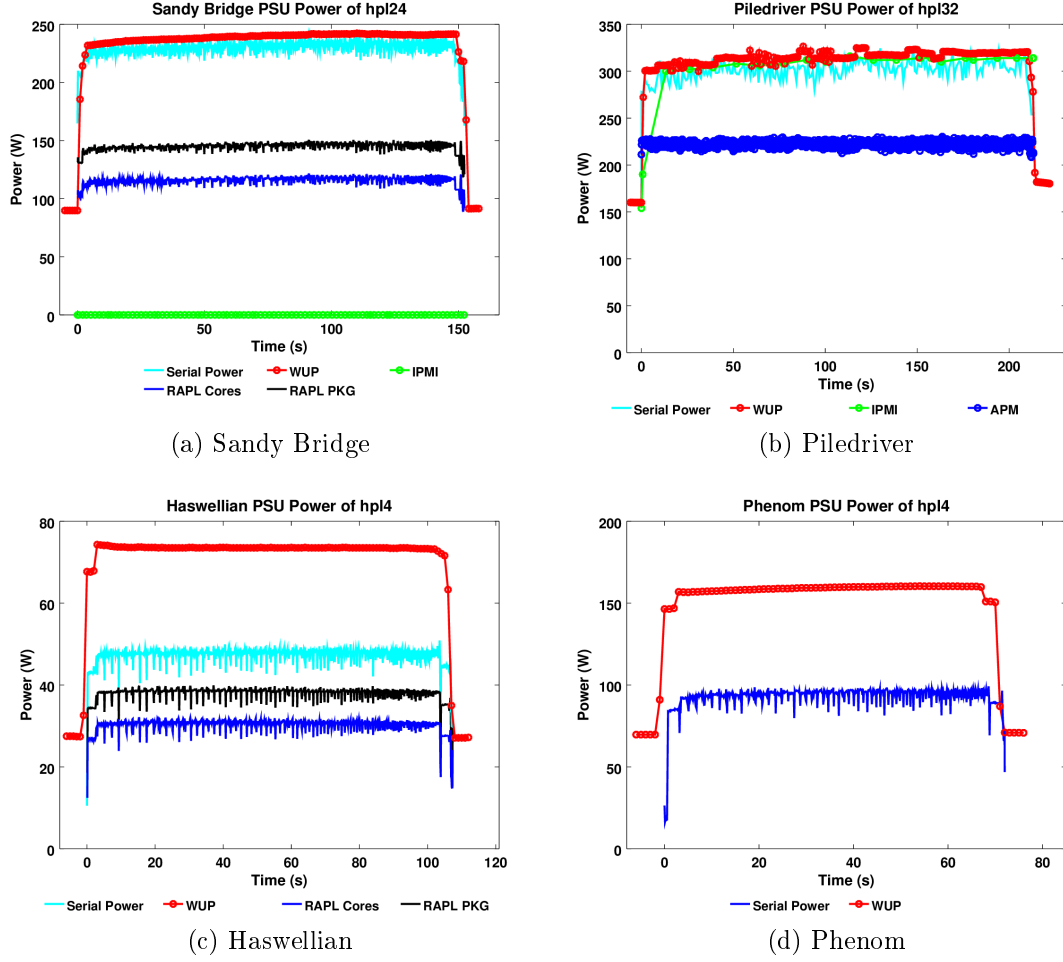 Sandy Bridge PSU Power of hpl24
250
200
150
100
50
0
Power (W)
0 50 100 150
Time (s)
Serial Power WUP IPMI
RAPL Cores RAPL PKG
(a) Sandy Bridge
Piledriver PSU Power of hpl32
350
300
250
200
150
300
350
0
Power (W)
0 50 100 150 200
Time (s)
Serial Power WUP IPMI APM
(b) Piledriver
Haswellian PSU Power of hpl4
80
60
40
20
0
Power (W)
0 20 40 60 80 100 120
Time (s)
Serial Power WUP RAPL Cores RAPL PKG
(c) Haswellian
Phenom PSU Power of hpl4
200
150
100
50
0
Power (W)
0 20 40 60 80
Time (s)
Serial Power WUP
(d) Phenom